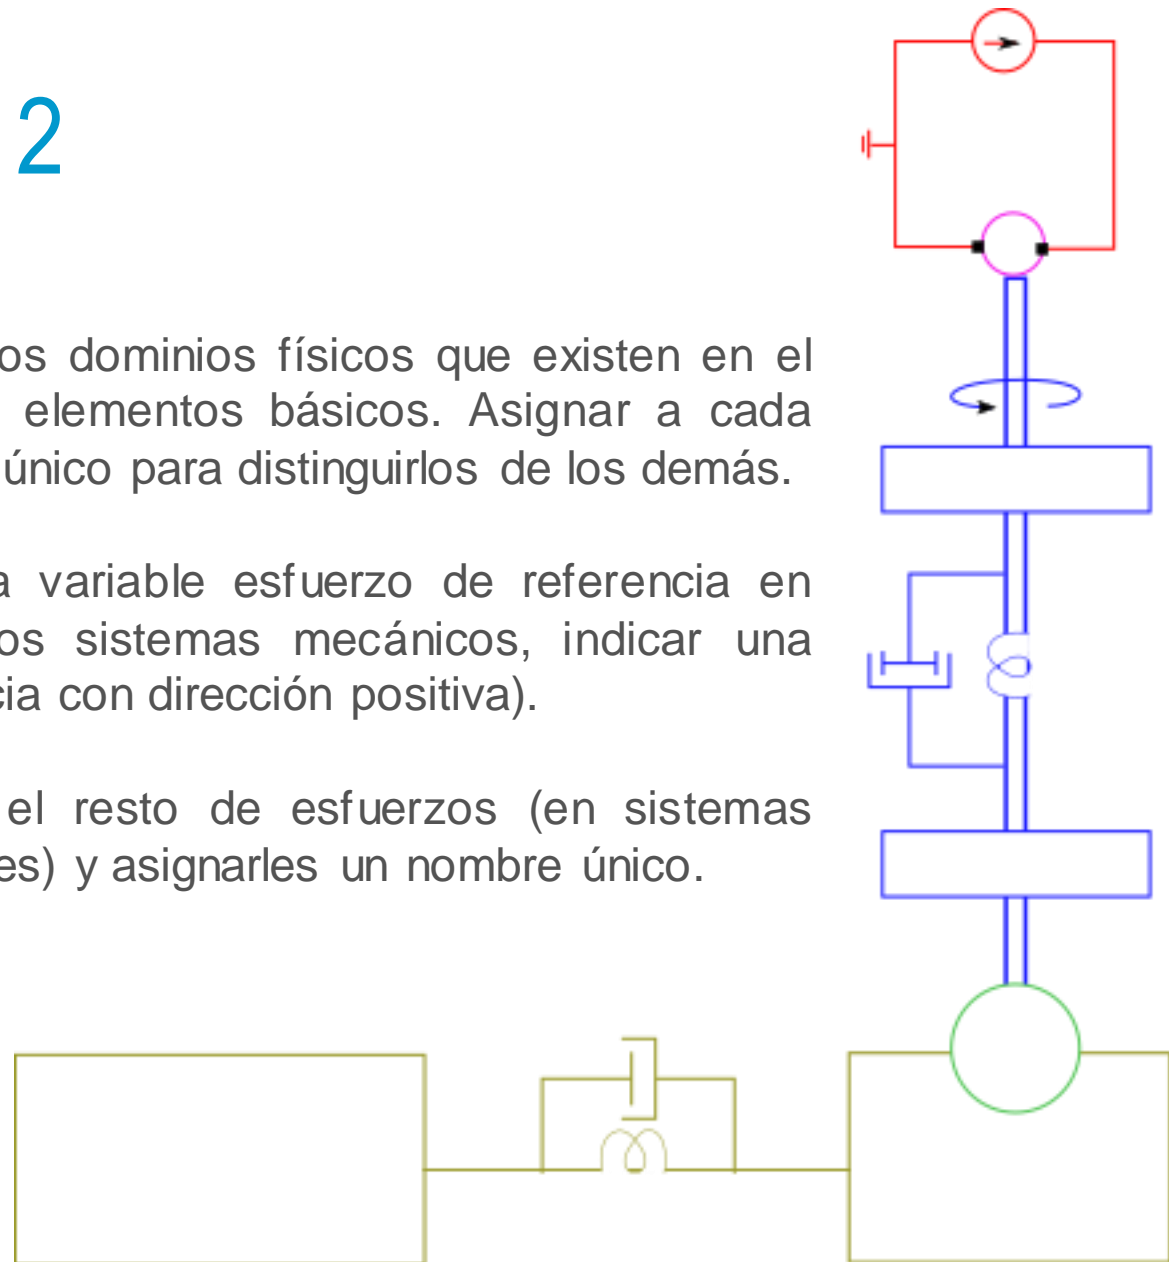 2
os dominios físicos que existen en el
elementos básicos. Asignar a cada
único para distinguirlos de los demás.
a variable esfuerzo de referencia en
os sistemas mecánicos, indicar una
cia con dirección positiva).
el resto de esfuerzos (en sistemas
es) y asignarles un nombre único.